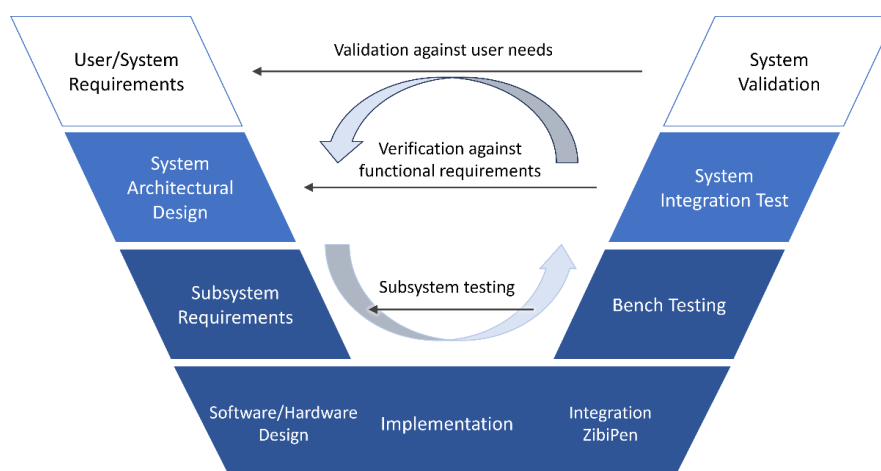 User/System
Requirements
Validation against user needs
System
Validation
System
Architectural
Design
Verification against
functional requirements
System
Integration Test
Subsystem
Requirements
Subsystem testing
Bench Testing
Software/Hardware
Design
Implementation
Integration
ZibiPen